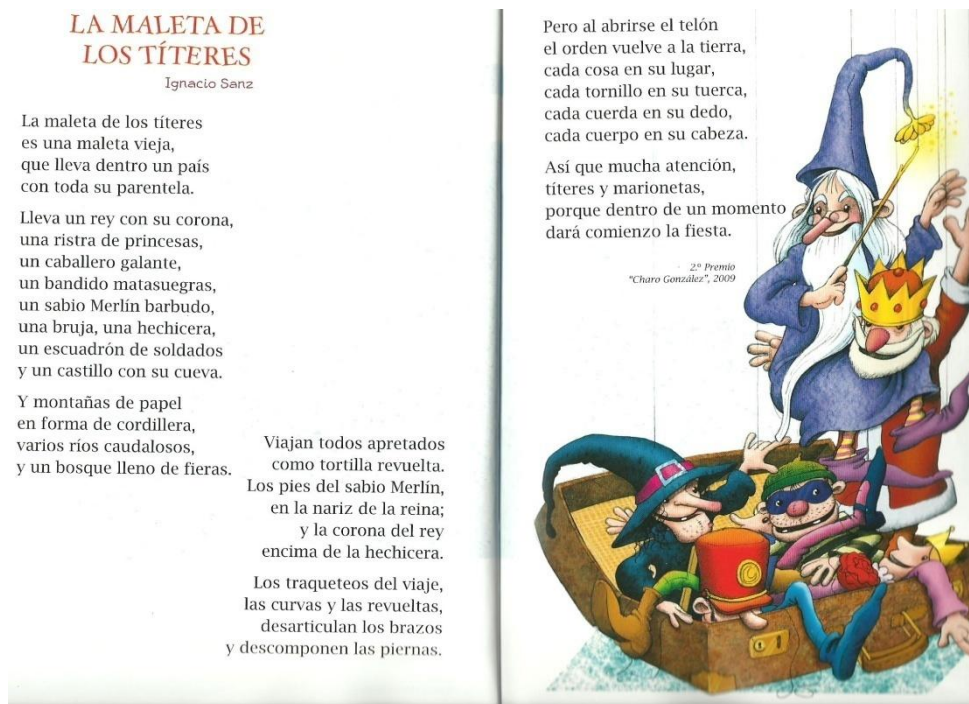 LA MALETA DE
LOS TÍTERES
Ignacio Sanz
La maleta de los títeres
es una maleta vieja,
que lleva dentro un país
con toda su parentela.
Lleva un rey con su corona,
una ristra de princesas,
un caballero galante,
un bandido matasuegras,
un sabio Merlín barbudo,
una bruja, una hechicera,
un escuadrón de soldados
y un castillo con su cueva.
Y montañas de papel
en forma de cordillera,
varios ríos caudalosos,
y un bosque lleno de fieras.
Viajan todos apretados
como tortilla revuelta.
Los pies del sabio Merlín,
en la nariz de la reina;
y la corona del rey
encima de la hechicera.
Los traqueteos del viaje,
las curvas y las revueltas,
desarticulan los brazos
y descomponen las piernas.
Pero al abrirse el telón
el orden vuelve a la tierra,
cada cosa en su lugar,
cada tornillo en su tuerca,
cada cuerda en su dedo,
cada cuerpo en su cabeza.
Así que mucha atención,
títeres y marionetas,
porque dentro de un momento
dará comienzo la fiesta.
2.º Premio
"Charo González", 2009